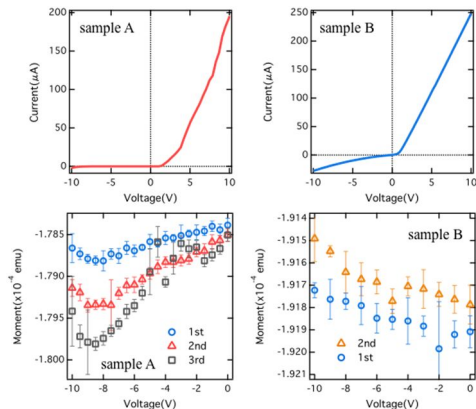 sample A
Current(μA)
200
150
100
50
0
-10
-5
0
5
10
Voltage(V)
sample B
Current(μA)
250
200
150
100
50
0
-10
-5
0
5
10
Voltage(V)
Moment(x10⁻⁴ emu)
-1.785
-1.790
-1.795
-1.800
1st
2nd
3rd
sample A
-10
-8
-6
-4
-2
0
Voltage(V)
sample B
Moment(x10⁻⁴ emu)
-1.914
-1.915
-1.916
-1.917
-1.918
-1.919
-1.920
-1.921
2nd
1st
-10
-8
-6
-4
-2
0
Voltage(V)